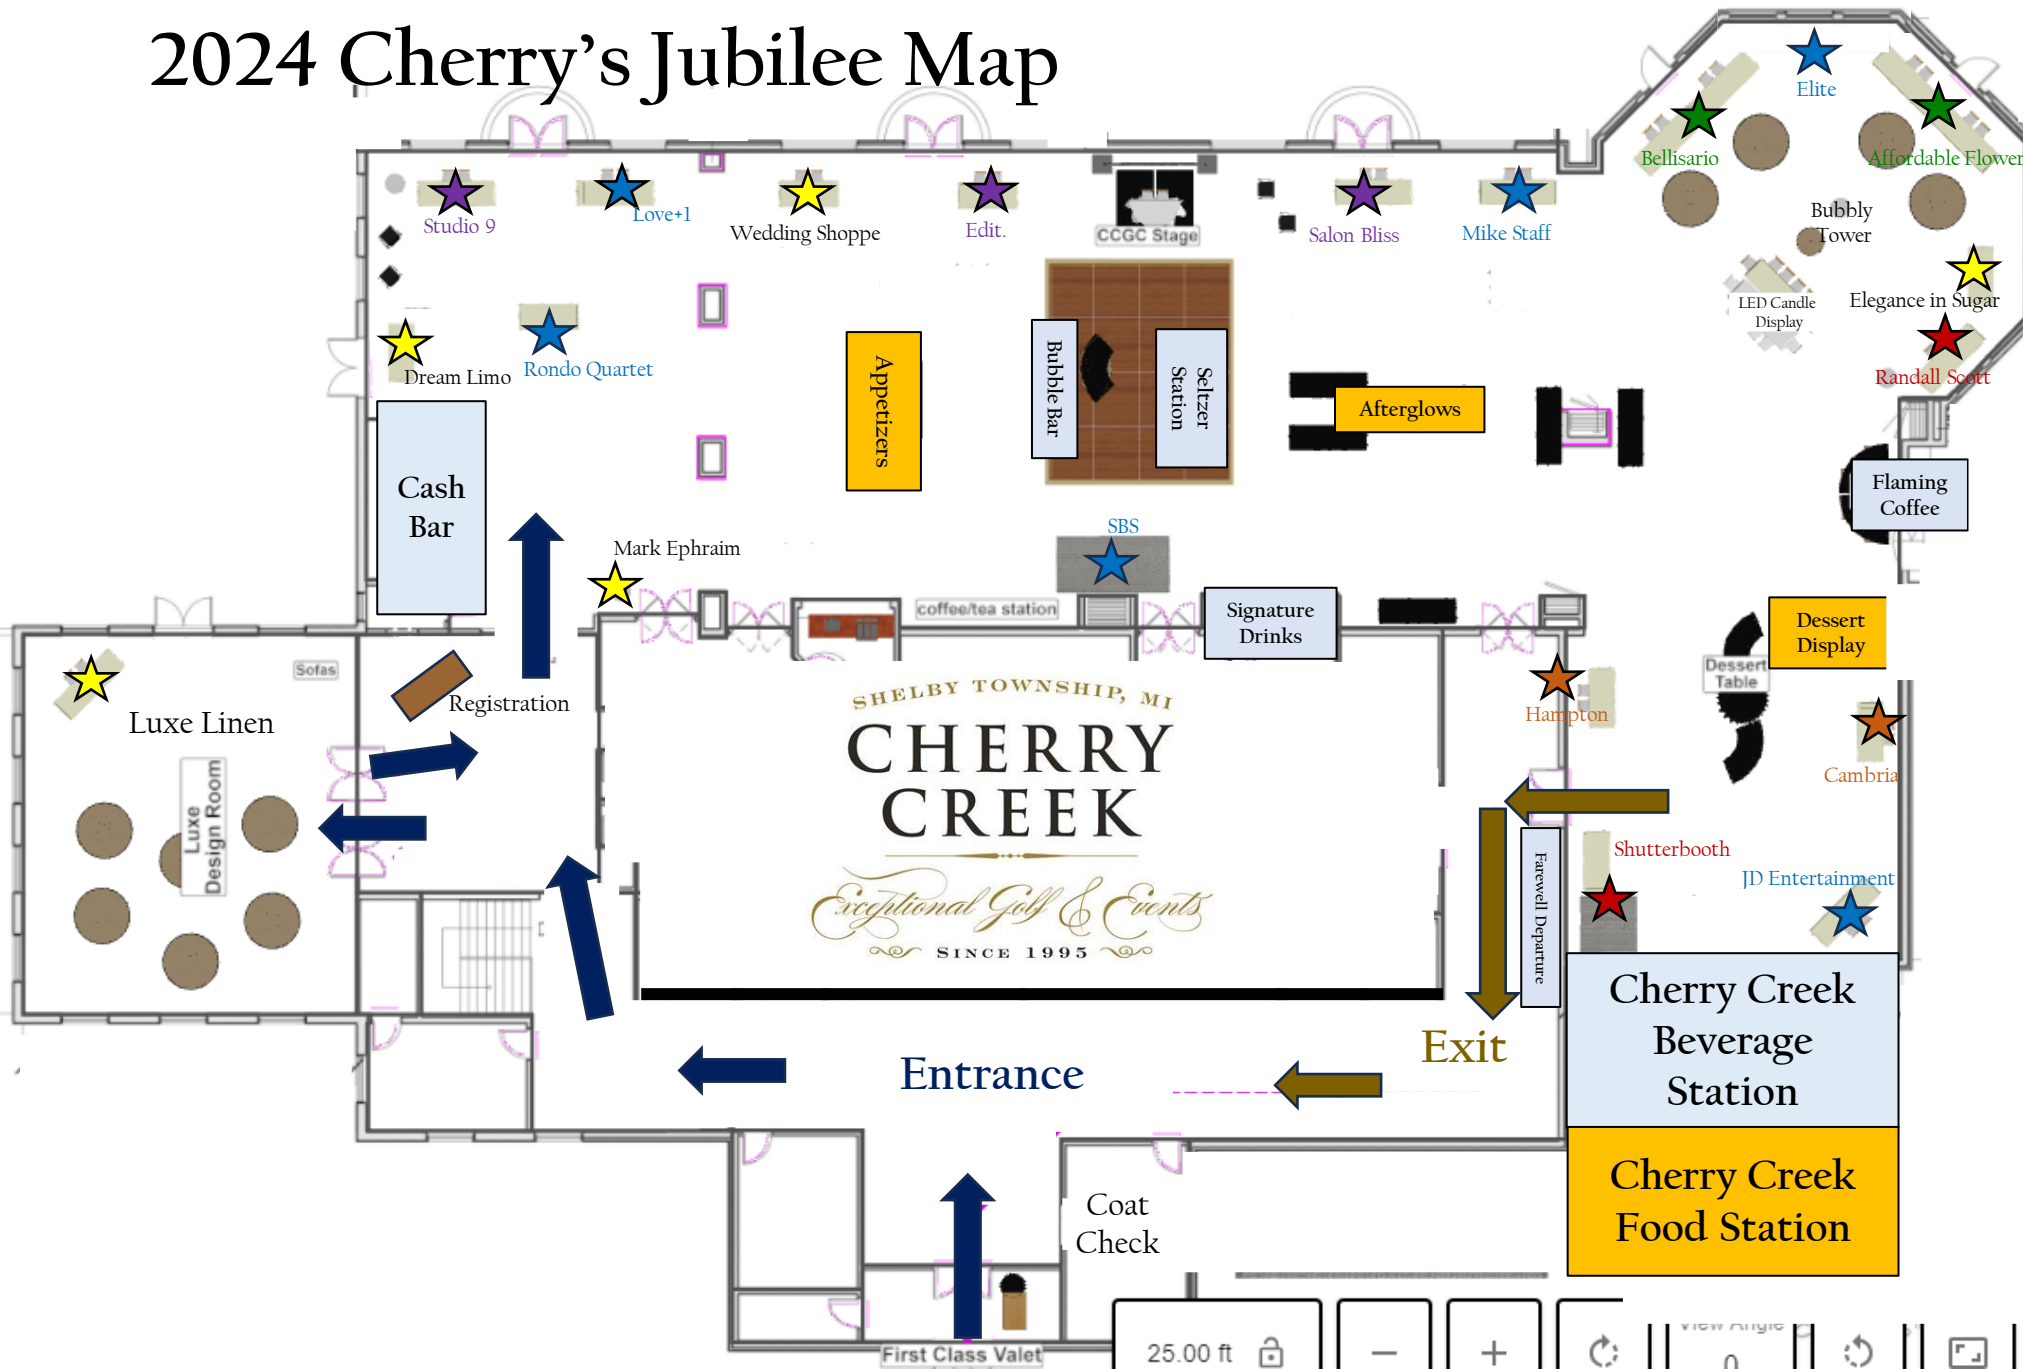 2024 Cherry's Jubilee Map
Elite
Bellisario
Affordable Flower
Studio 9
Love+1
Wedding Shoppe
Edit.
CCGC Stage
Salon Bliss
Mike Staff
Bubbly
Tower
LED Candle
Display
Elegance in Sugar
Randall Scott
Dream Limo
Rondo Quartet
Appetizers
Bubble Bar
Seltzer
Station
Afterglows
Cash
Bar
Flaming
Coffee
Mark Ephraim
SBS
coffee/tea station
Signature
Drinks
Dessert
Display
Dessert
Table
Sofas
Luxe Linen
Registration
Luxe
Design Room
SHELBY TOWNSHIP, MI
CHERRY
CREEK
Exceptional Golf & Events
SINCE 1995
Hampton
Cambria
Shutterbooth
JD Entertainment
Farewell Departure
Cherry Creek
Beverage
Station
Exit
Entrance
Cherry Creek
Food Station
Coat
Check
First Class Valet
25.00 ft
View Angle
0